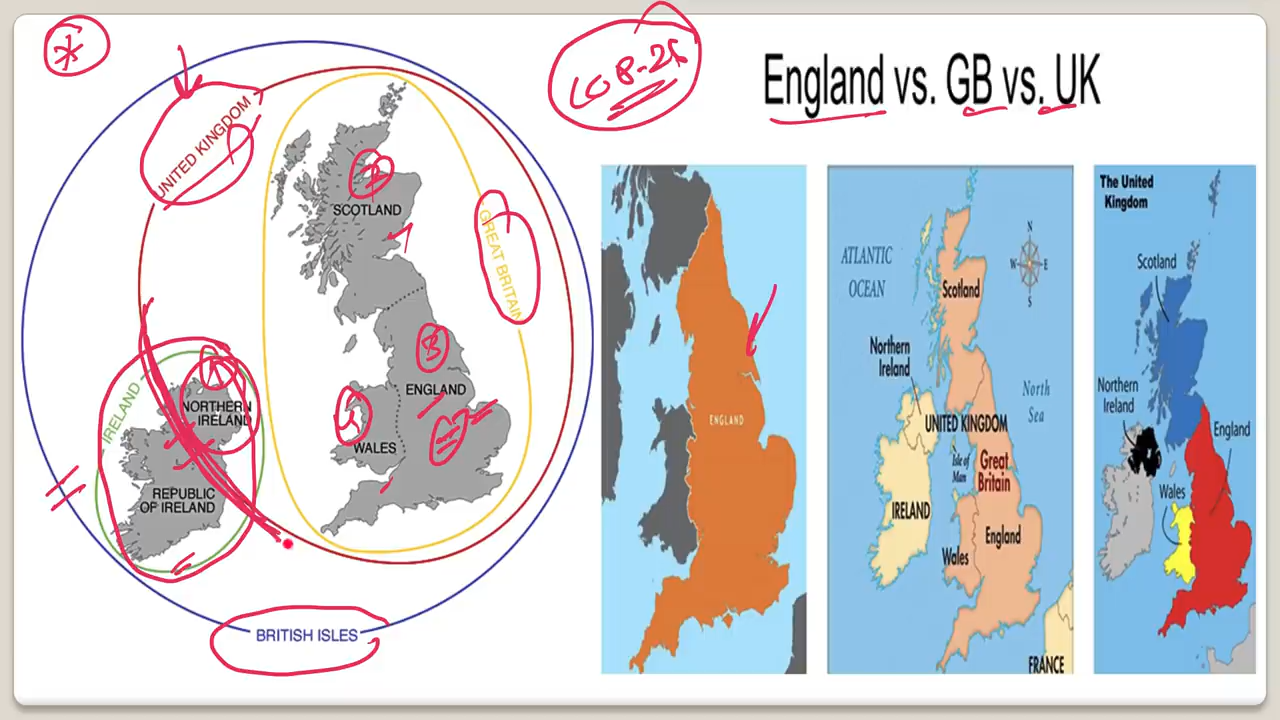 England vs. GB vs. UK
UNITED KINGDOM
GREAT BRITAIN
SCOTLAND
ENGLAND
WALES
IRELAND
NORTHERN
IRELAND
REPUBLIC
OF IRELAND
BRITISH ISLES
ENGLAND
ATLANTIC
OCEAN
N
W
E
S
Scotland
Northern
Ireland
North
Sea
UNITED KINGDOM
Isle of
Man
Great
Britain
IRELAND
England
Wales
FRANCE
The United
Kingdom
Scotland
Northern
Ireland
England
Wales